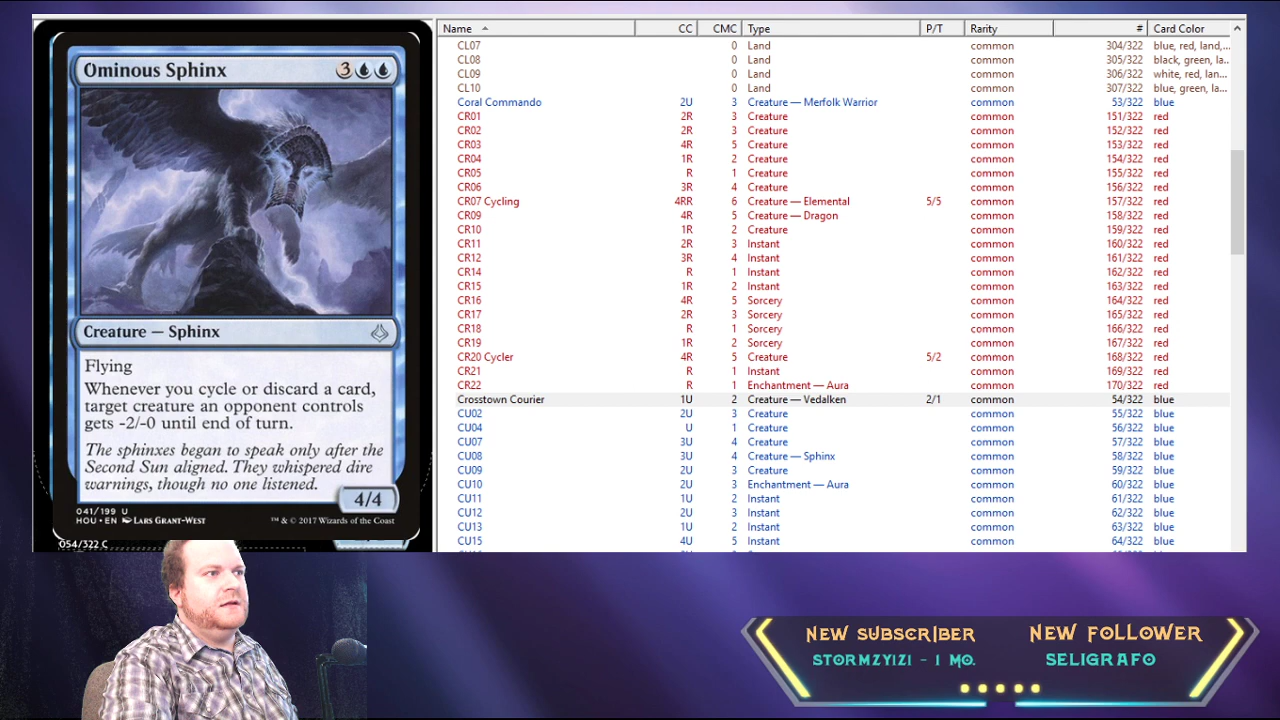 Ominous Sphinx 3
Creature — Sphinx
Flying
Whenever you cycle or discard a card,
target creature an opponent controls
gets -2/-0 until end of turn.
The sphinxes began to speak only after the
Second Sun aligned. They whispered dire
warnings, though no one listened.
4/4
041/199 U
HOU • EN Lars Grant-West
™ & © 2017 Wizards of the Coast
054/322 C
Name CC CMC Type P/T Rarity # Card Color
CL07 0 Land common 304/322 blue, red, land,...
CL08 0 Land common 305/322 black, green, la...
CL09 0 Land common 306/322 white, red, lan...
CL10 0 Land common 307/322 blue, green, la...
Coral Commando 2U 3 Creature — Merfolk Warrior common 53/322 blue
CR01 2R 3 Creature common 151/322 red
CR02 2R 3 Creature common 152/322 red
CR03 4R 5 Creature common 153/322 red
CR04 1R 2 Creature common 154/322 red
CR05 R 1 Creature common 155/322 red
CR06 3R 4 Creature common 156/322 red
CR07 Cycling 4RR 6 Creature — Elemental 5/5 common 157/322 red
CR09 4R 5 Creature — Dragon common 158/322 red
CR10 1R 2 Creature common 159/322 red
CR11 2R 3 Instant common 160/322 red
CR12 3R 4 Instant common 161/322 red
CR14 R 1 Instant common 162/322 red
CR15 1R 2 Instant common 163/322 red
CR16 4R 5 Sorcery common 164/322 red
CR17 2R 3 Sorcery common 165/322 red
CR18 R 1 Sorcery common 166/322 red
CR19 1R 2 Sorcery common 167/322 red
CR20 Cycler 4R 5 Creature 5/2 common 168/322 red
CR21 R 1 Instant common 169/322 red
CR22 R 1 Enchantment — Aura common 170/322 red
Crosstown Courier 1U 2 Creature — Vedalken 2/1 common 54/322 blue
CU02 2U 3 Creature common 55/322 blue
CU04 U 1 Creature common 56/322 blue
CU07 3U 4 Creature common 57/322 blue
CU08 3U 4 Creature — Sphinx common 58/322 blue
CU09 2U 3 Creature common 59/322 blue
CU10 2U 3 Enchantment — Aura common 60/322 blue
CU11 1U 2 Instant common 61/322 blue
CU12 2U 3 Instant common 62/322 blue
CU13 1U 2 Instant common 63/322 blue
CU15 4U 5 Instant common 64/322 blue
NEW SUBSCRIBER
STORMZYIZI - 1 MO.
NEW FOLLOWER
SELIGRAFO